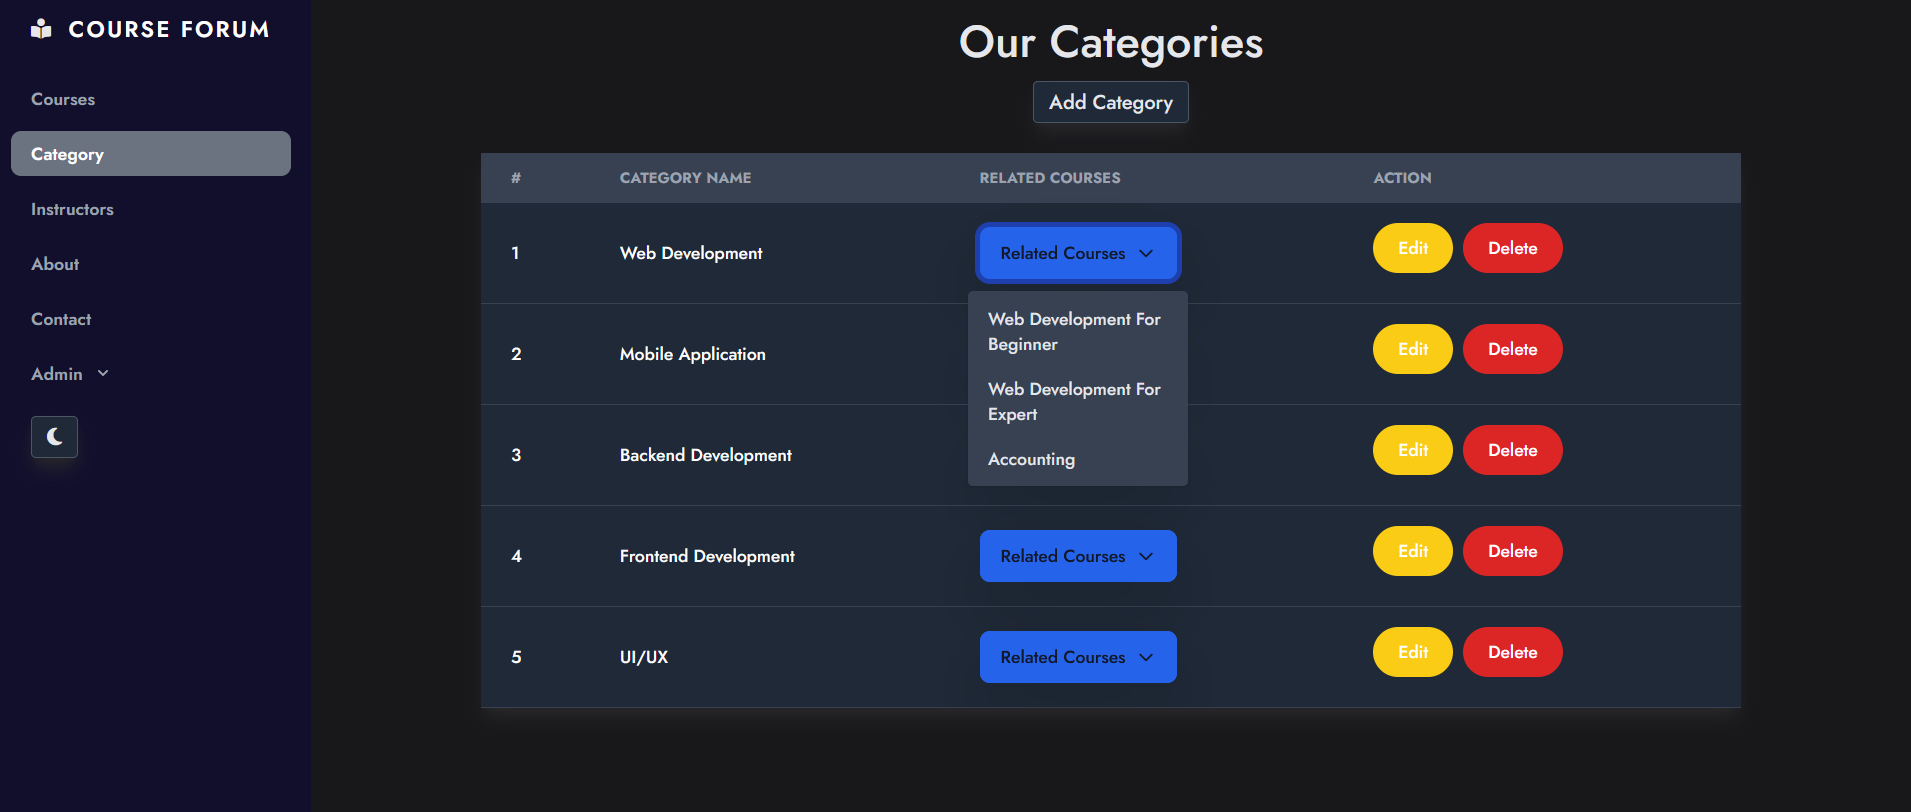 COURSE FORUM
Courses
Category
Instructors
About
Contact
Admin
Our Categories
Add Category
# CATEGORY NAME RELATED COURSES ACTION
1 Web Development Related Courses Edit Delete
Web Development For
Beginner
2 Mobile Application Edit Delete
Web Development For
Expert
3 Backend Development Accounting Edit Delete
4 Frontend Development Related Courses Edit Delete
5 UI/UX Related Courses Edit Delete